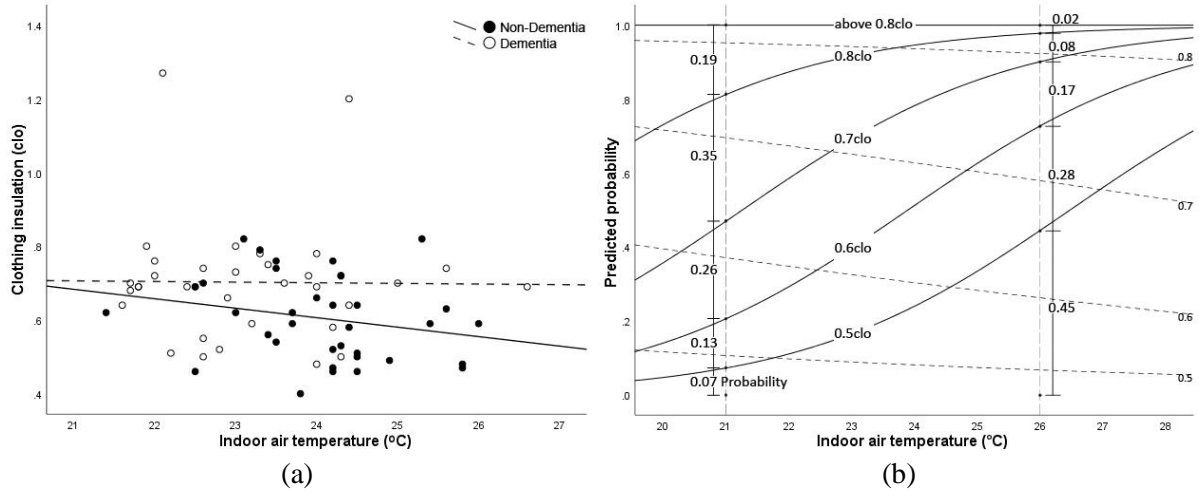 1.4
1.2
1.0
.8
.6
.4
Clothing insulation (clo)
Non-Dementia
Dementia
21 22 23 24 25 26 27
Indoor air temperature (ºC)
(a)
1.0
.8
.6
.4
.2
.0
Predicted probability
above 0.8clo
0.8clo
0.7clo
0.6clo
0.5clo
0.19
0.35
0.26
0.13
0.07 Probability
0.02
0.08
0.17
0.28
0.45
0.8
0.7
0.6
0.5
20 21 22 23 24 25 26 27 28
Indoor air temperature (°C)
(b)